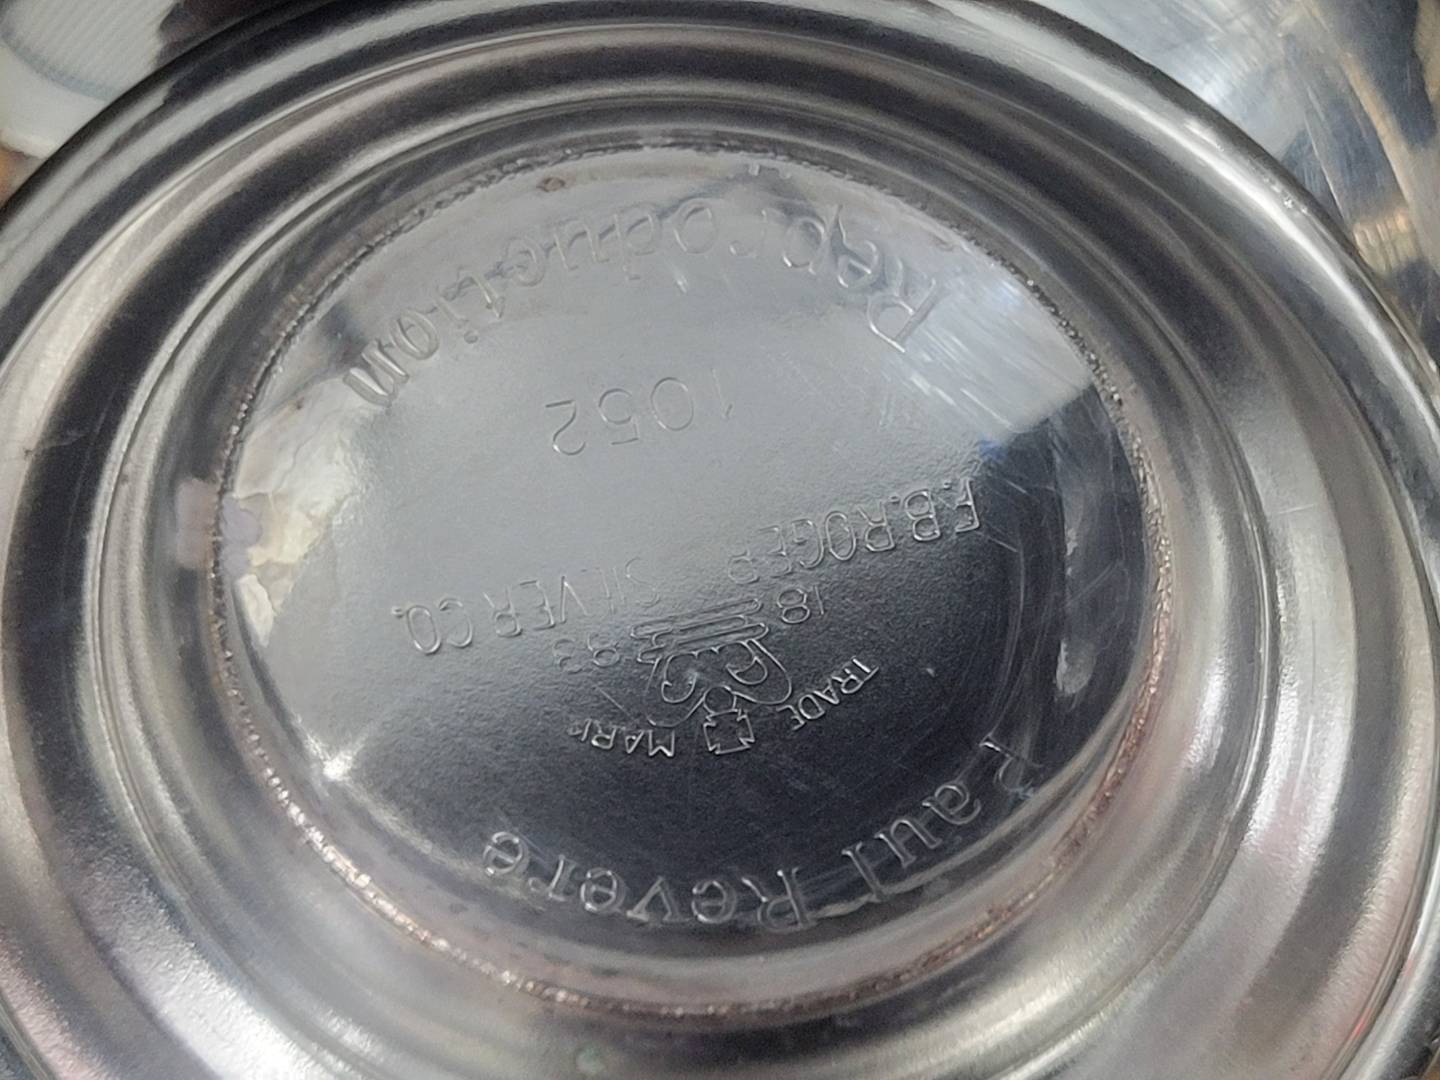 Paul Revere
TRADE MARK
18 83
F.B.ROGERS SILVER CO.
1052
Reproduction